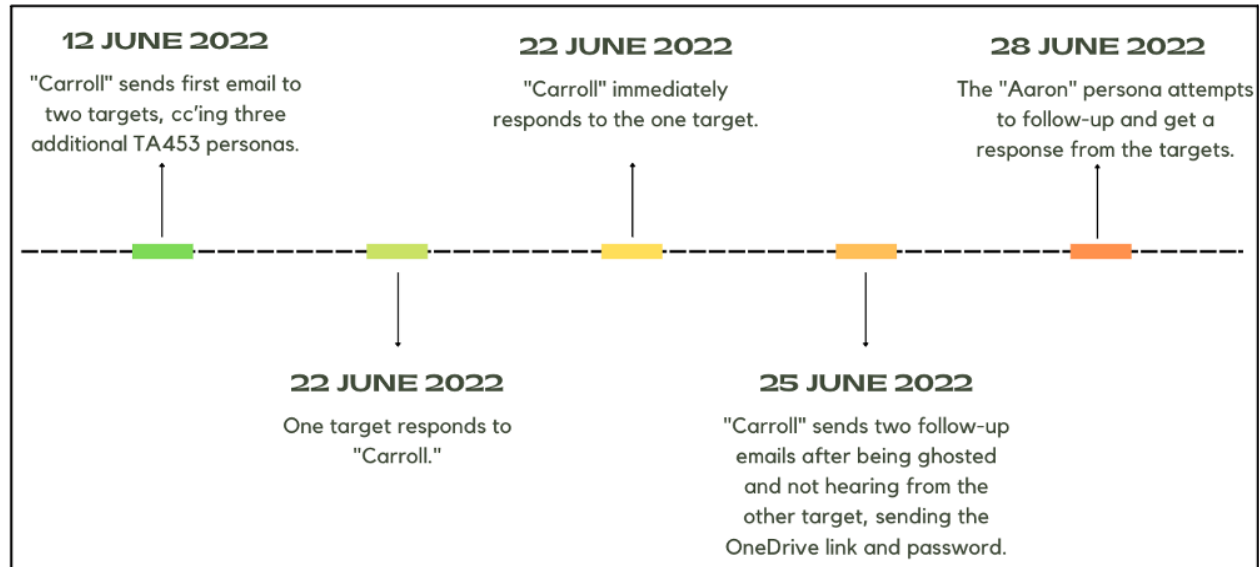 12 JUNE 2022
"Carroll" sends first email to
two targets, cc'ing three
additional TA453 personas.
22 JUNE 2022
One target responds to
"Carroll."
22 JUNE 2022
"Carroll" immediately
responds to the one target.
25 JUNE 2022
"Carroll" sends two follow-up
emails after being ghosted
and not hearing from the
other target, sending the
OneDrive link and password.
28 JUNE 2022
The "Aaron" persona attempts
to follow-up and get a
response from the targets.